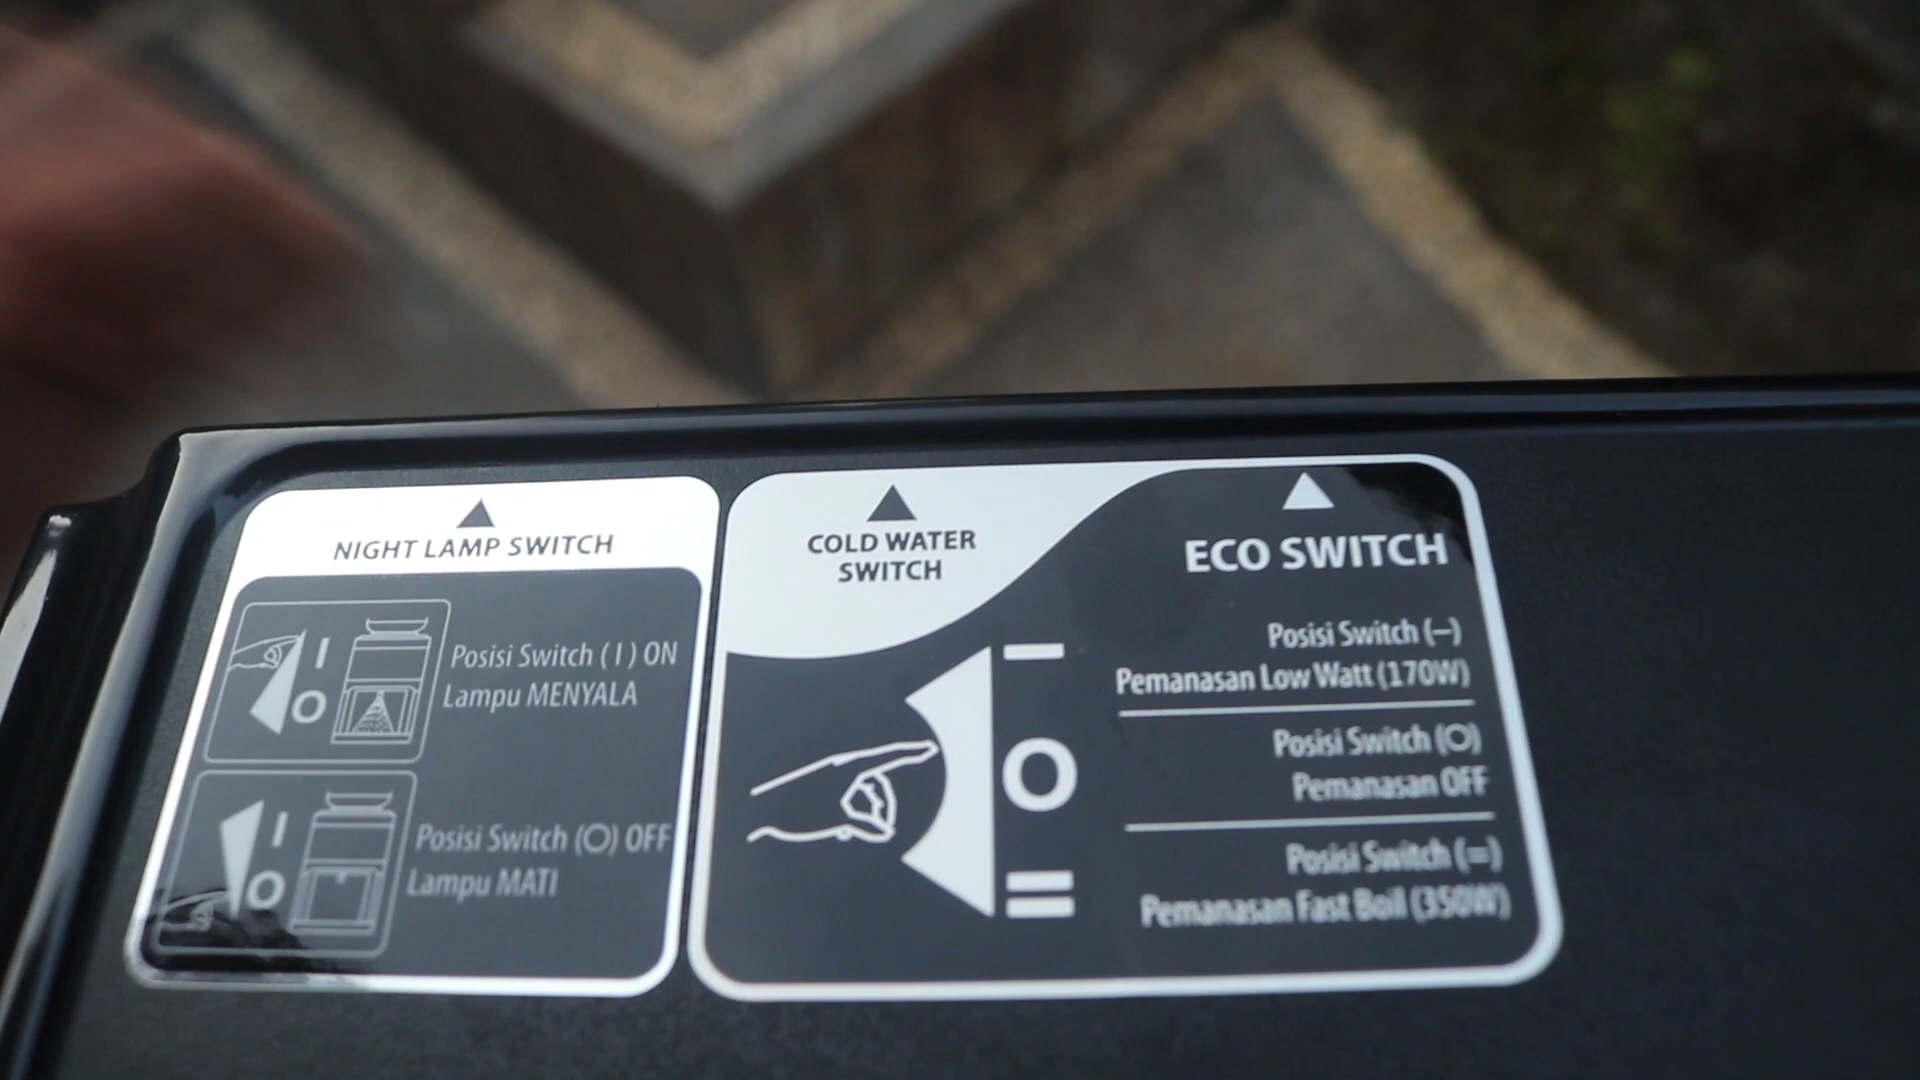 NIGHT LAMP SWITCH
I
O
Posisi Switch ( I ) ON
Lampu MENYALA
I
O
Posisi Switch (O) OFF
Lampu MATI
COLD WATER
SWITCH
ECO SWITCH
–
O
=
Posisi Switch (–)
Pemanasan Low Watt (170W)
Posisi Switch (O)
Pemanasan OFF
Posisi Switch (=)
Pemanasan Fast Boil (350W)